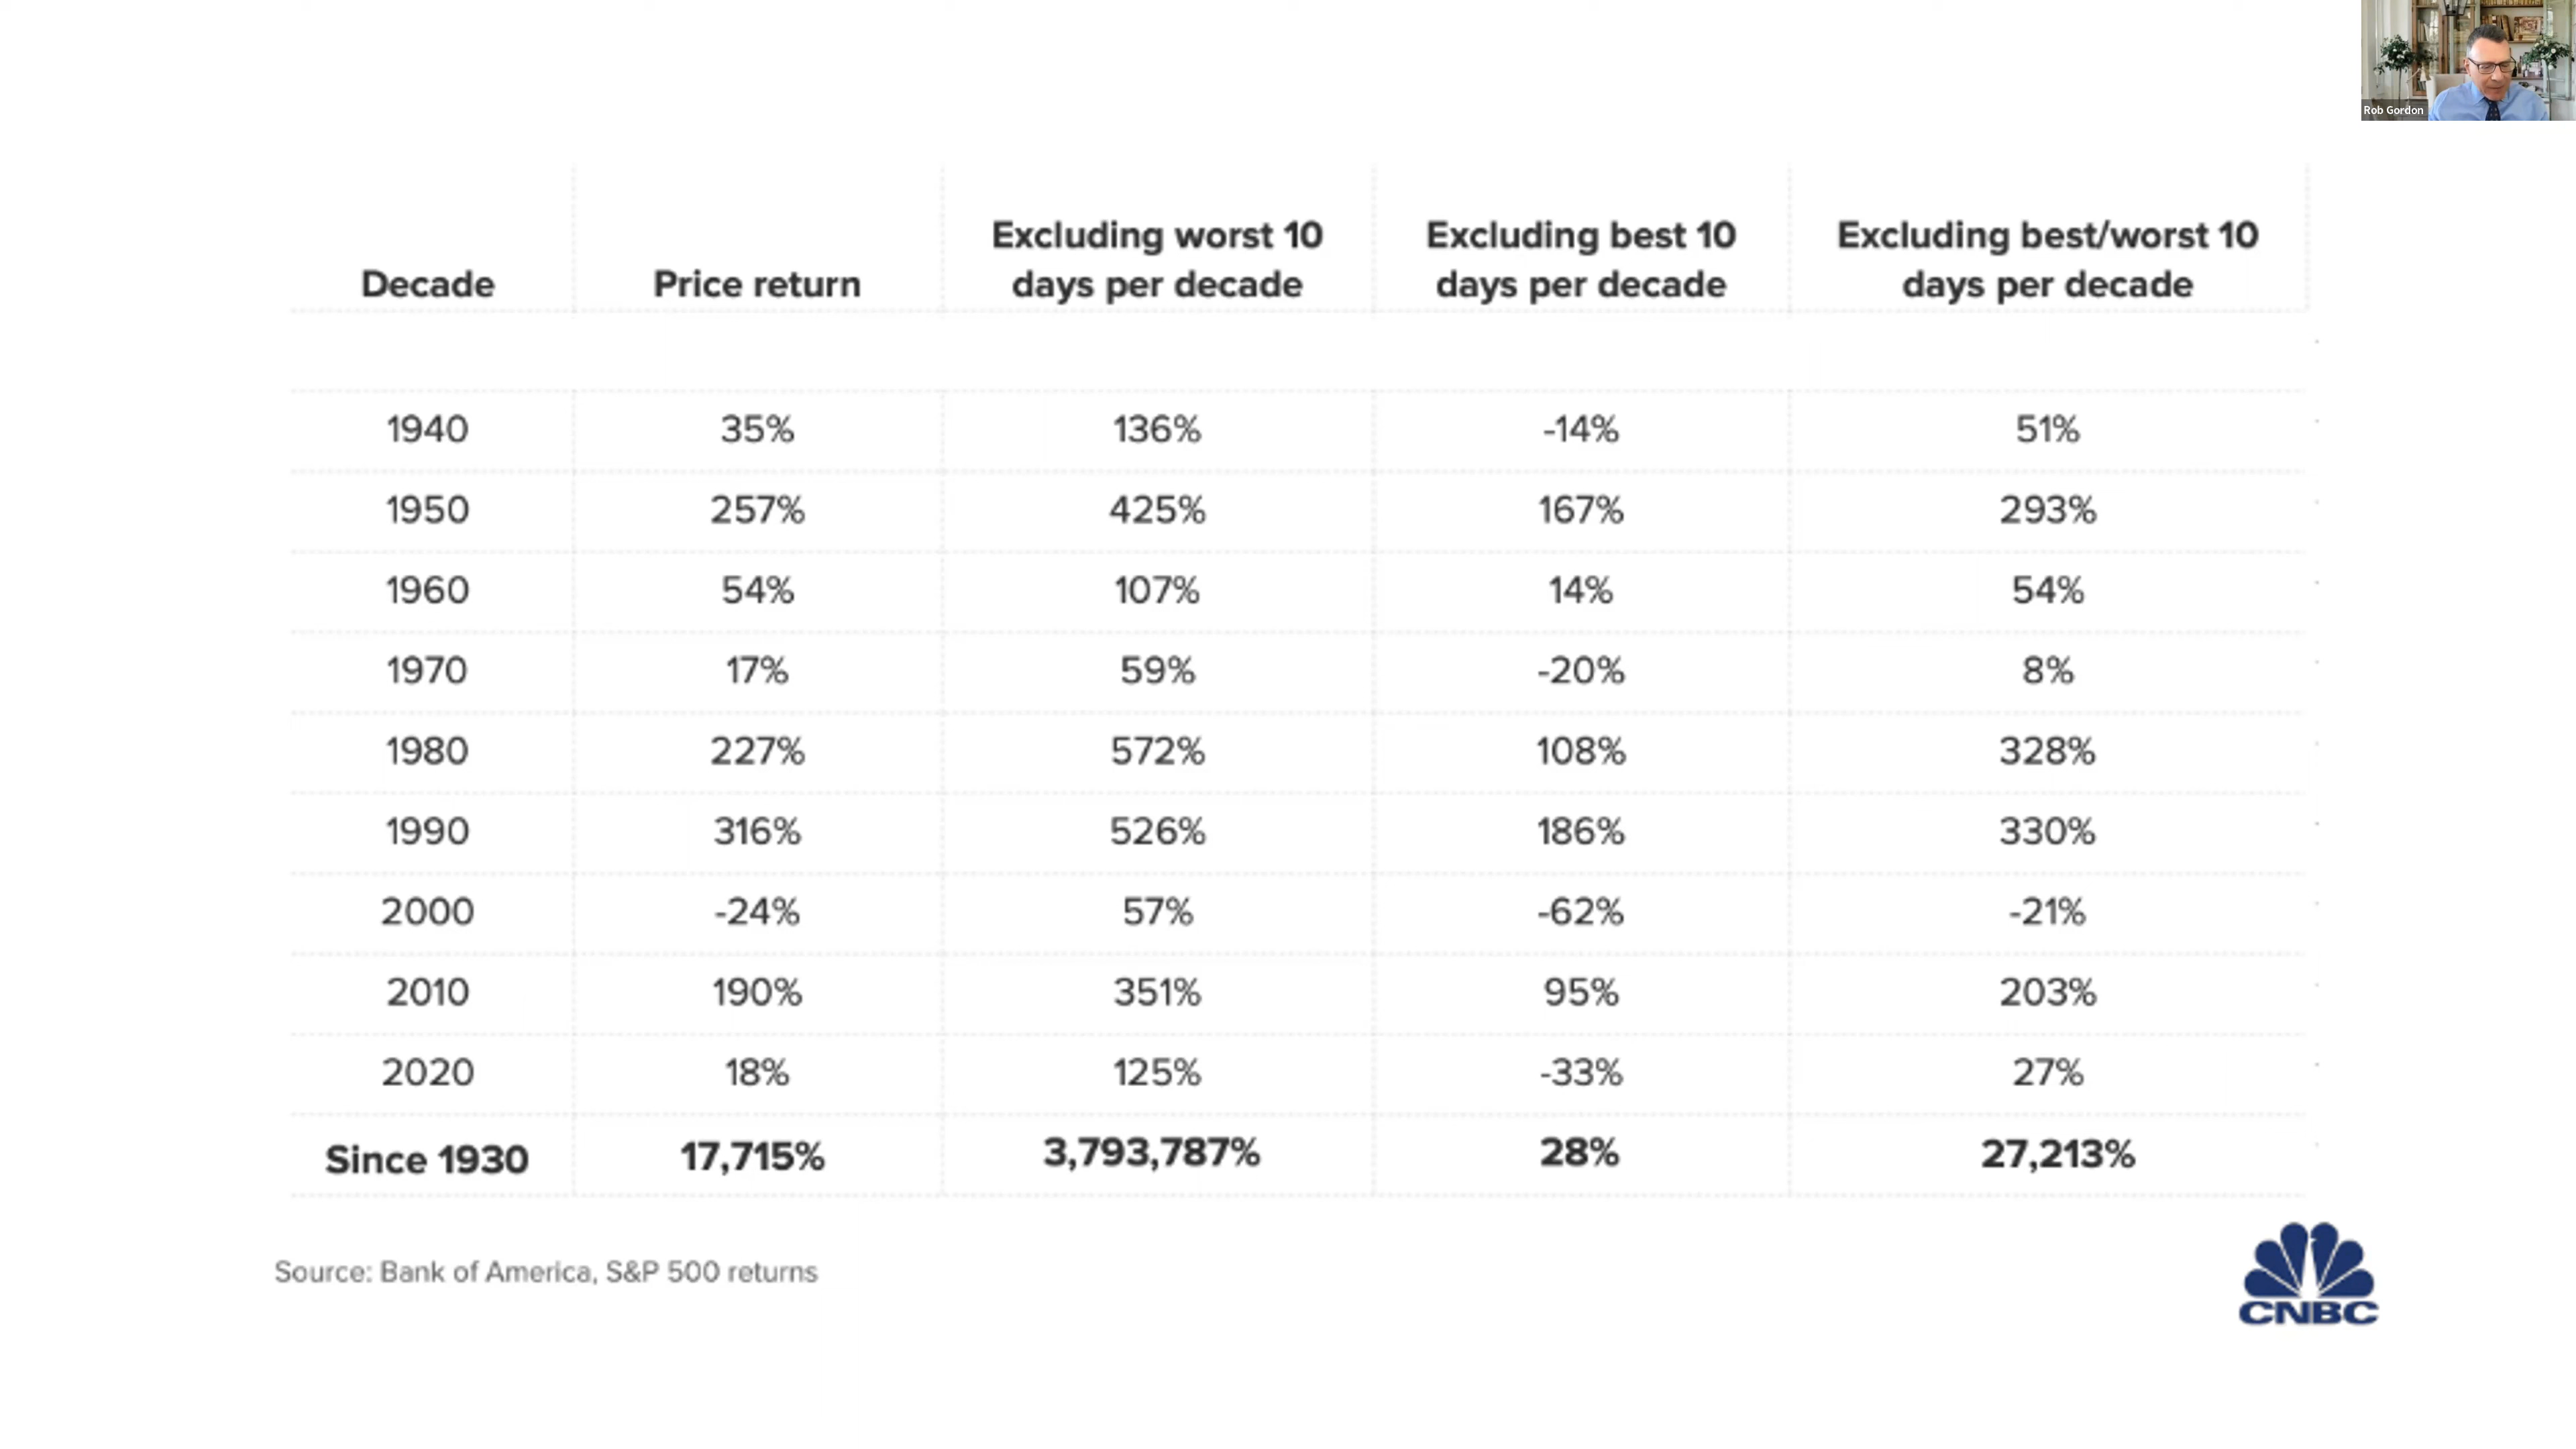 Rob Gordon
Decade Price return Excluding worst 10 days per decade Excluding best 10 days per decade Excluding best/worst 10 days per decade
1940 35% 136% -14% 51%
1950 257% 425% 167% 293%
1960 54% 107% 14% 54%
1970 17% 59% -20% 8%
1980 227% 572% 108% 328%
1990 316% 526% 186% 330%
2000 -24% 57% -62% -21%
2010 190% 351% 95% 203%
2020 18% 125% -33% 27%
Since 1930 17,715% 3,793,787% 28% 27,213%
Source: Bank of America, S&P 500 returns
CNBC